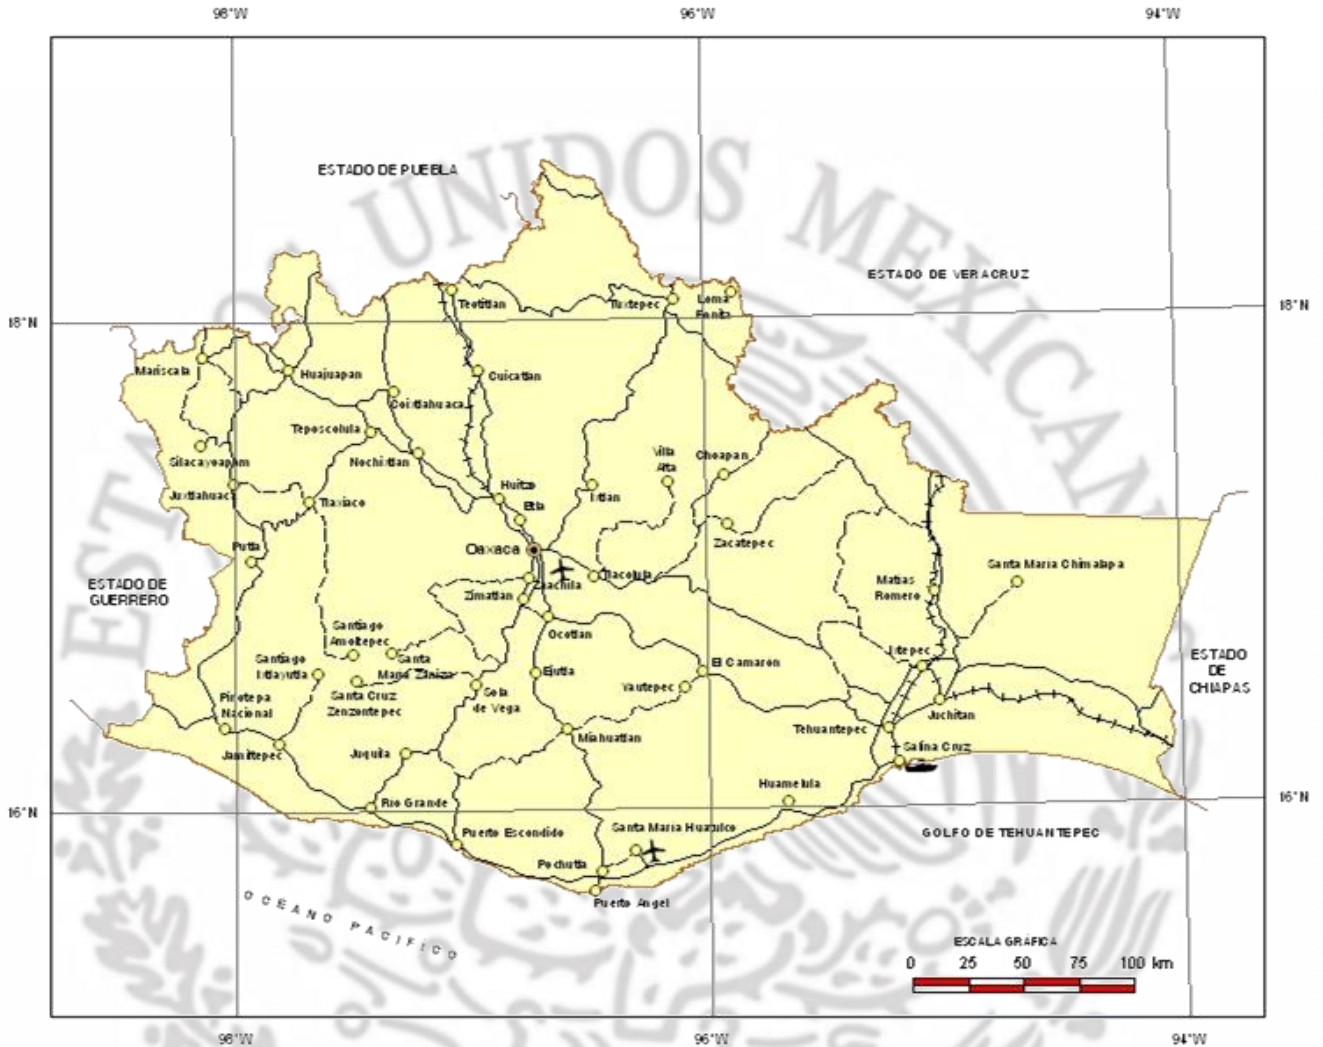 98°W 96°W 94°W
ESTADOS UNIDOS MEXICANOS
ESTADO DE PUEBLA
ESTADO DE VERACRUZ
Teotitlan
Tuxtepec
Loma
Bonita
18°N 18°N
Mariscala
Huajuapan
Cuicatlan
Coixtlahuaca
Teposcolula
Nochixtlan
Silacayoapam
Villa
Alta
Choapan
Juxtlahuaca
Huitzo
Ixtlan
Tlaxiaco
Etla
Zacatepec
Putla
Oaxaca
Tlacolula
Santa Maria Chimalapa
ESTADO DE
GUERRERO
Zaachila
Zimatlan
Matias
Romero
Ocotlan
Santiago
Amoltepec
Santa
Maria Zaniza
Santiago
Ixtayutla
Ejutla
El Camaron
Ixtepec
ESTADO
DE
CHIAPAS
Santa Cruz
Zenzontepec
Sola
de Vega
Yautepec
Pinotepa
Nacional
Juchitan
Tehuantepec
Miahuatlan
Jamiltepec
Juquila
Salina Cruz
Huamelula
Rio Grande
16°N 16°N
Puerto Escondido
Santa Maria Huatulco
GOLFO DE TEHUANTEPEC
Pochutla
Puerto Angel
OCEANO PACIFICO
ESCALA GRÁFICA
0 25 50 75 100 km
98°W 96°W 94°W